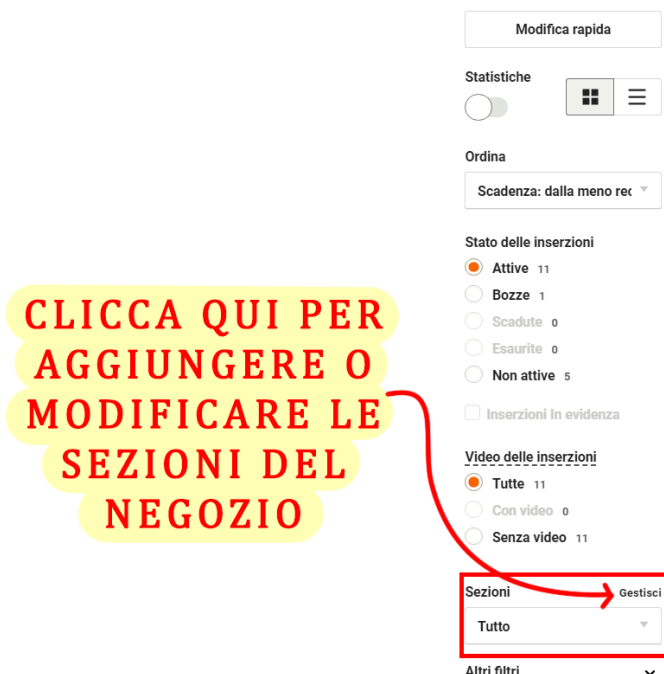 Modifica rapida
Statistiche
Ordina
Scadenza: dalla meno rec
Stato delle inserzioni
Attive 11
Bozze 1
Scadute 0
Esaurite 0
Non attive 5
Inserzioni In evidenza
Video delle inserzioni
Tutte 11
Con video 0
Senza video 11
Sezioni Gestisci
Tutto
Altri filtri
CLICCA QUI PER
AGGIUNGERE O
MODIFICARE LE
SEZIONI DEL
NEGOZIO